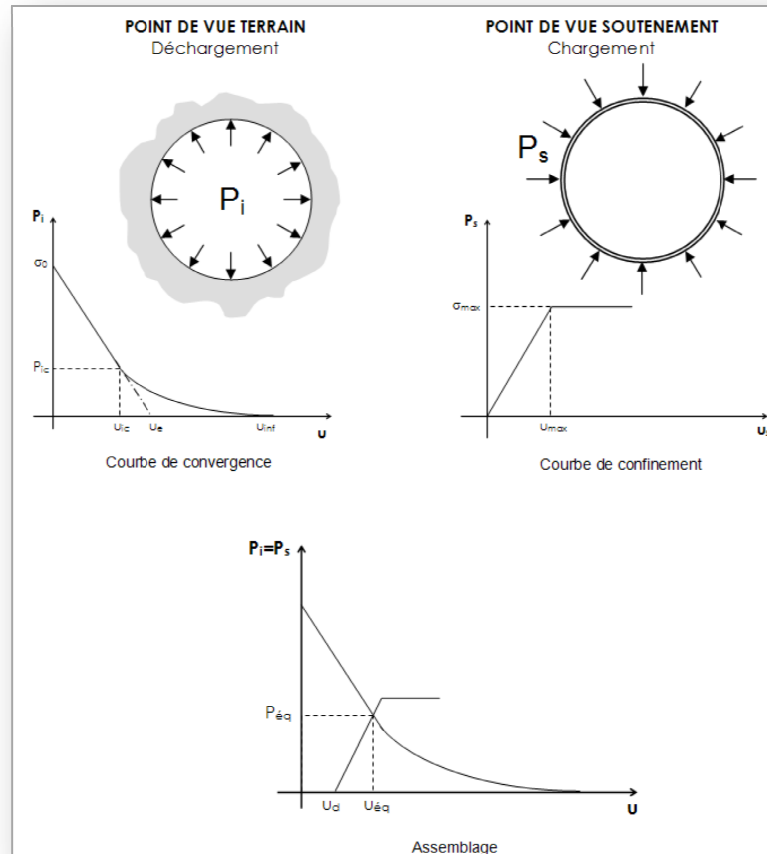 POINT DE VUE TERRAIN
Déchargement
POINT DE VUE SOUTENEMENT
Chargement
Pi
Ps
Pi
σ0
Pic
uic
ue
uinf
u
Courbe de convergence
Ps
σmax
umax
Courbe de confinement
Pi=Ps
Péq
Ud
Uéq
U
Assemblage